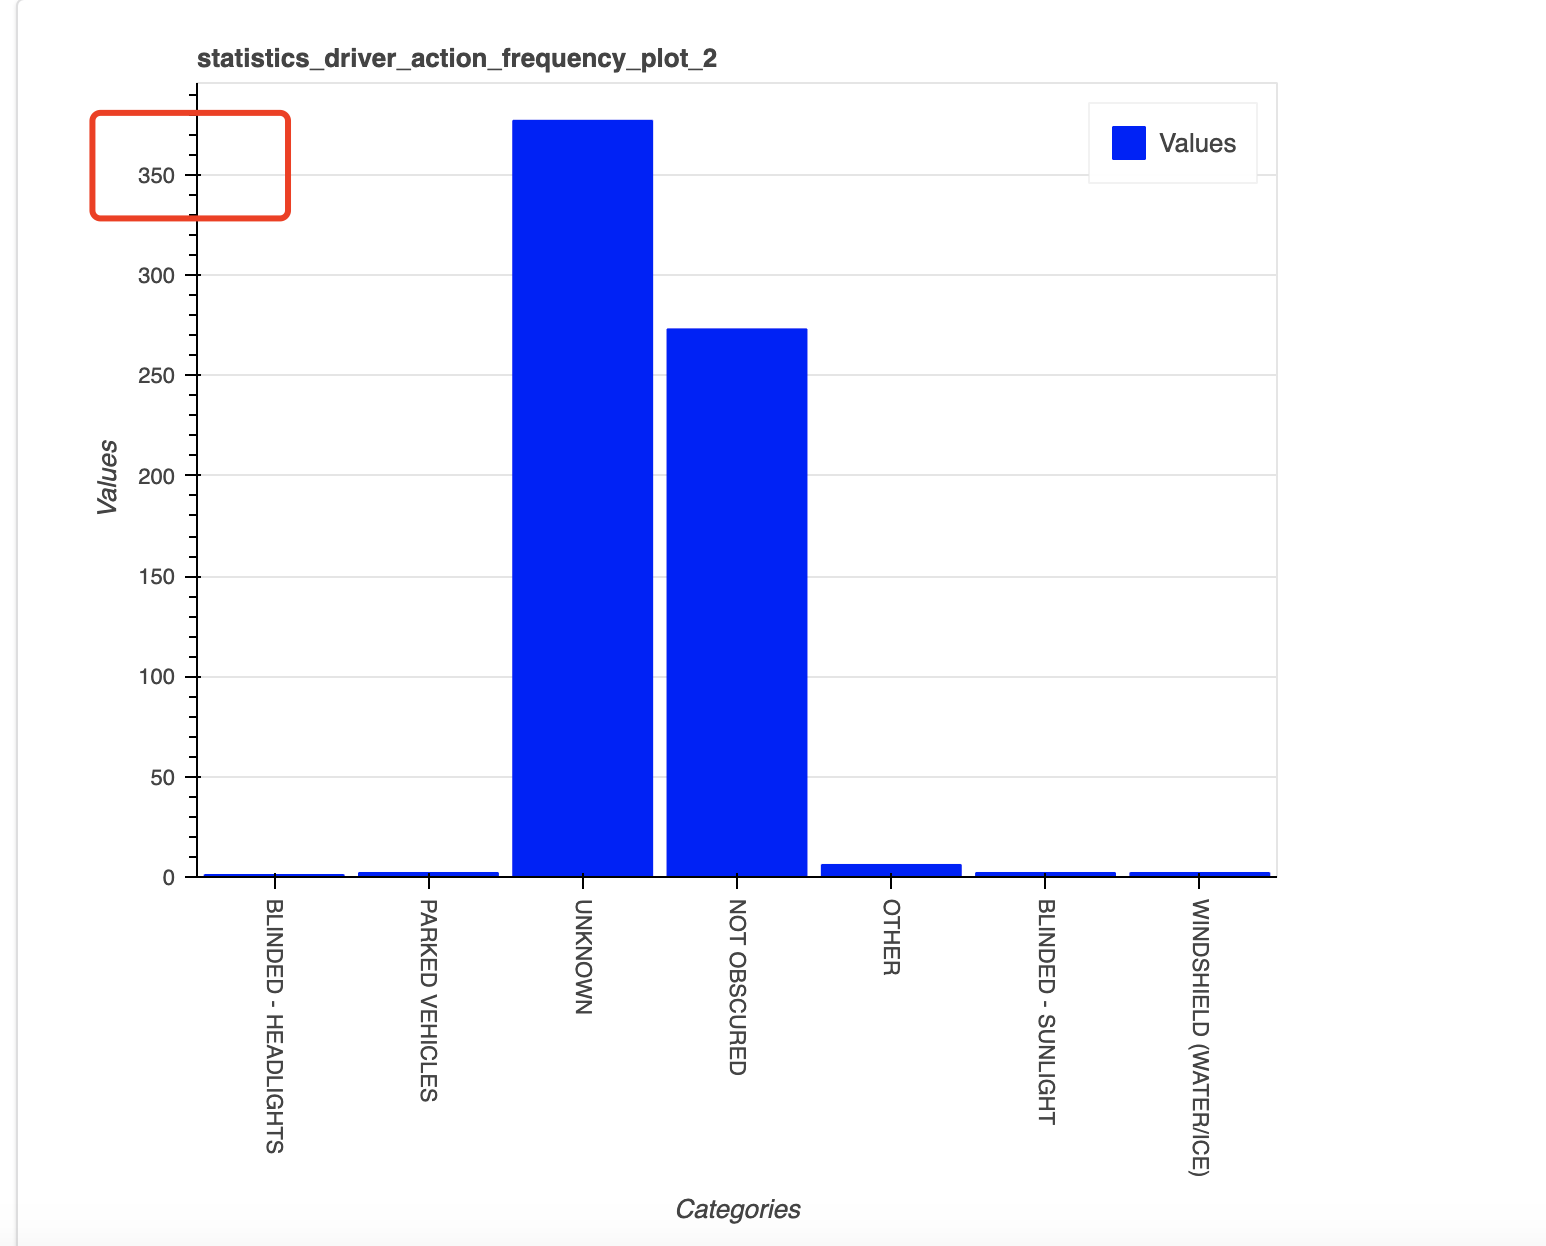 statistics_driver_action_frequency_plot_2
Values
350
300
250
200
150
100
50
0
Values
BLINDED - HEADLIGHTS
PARKED VEHICLES
UNKNOWN
NOT OBSCURED
OTHER
BLINDED - SUNLIGHT
WINDSHIELD (WATER/ICE)
Categories